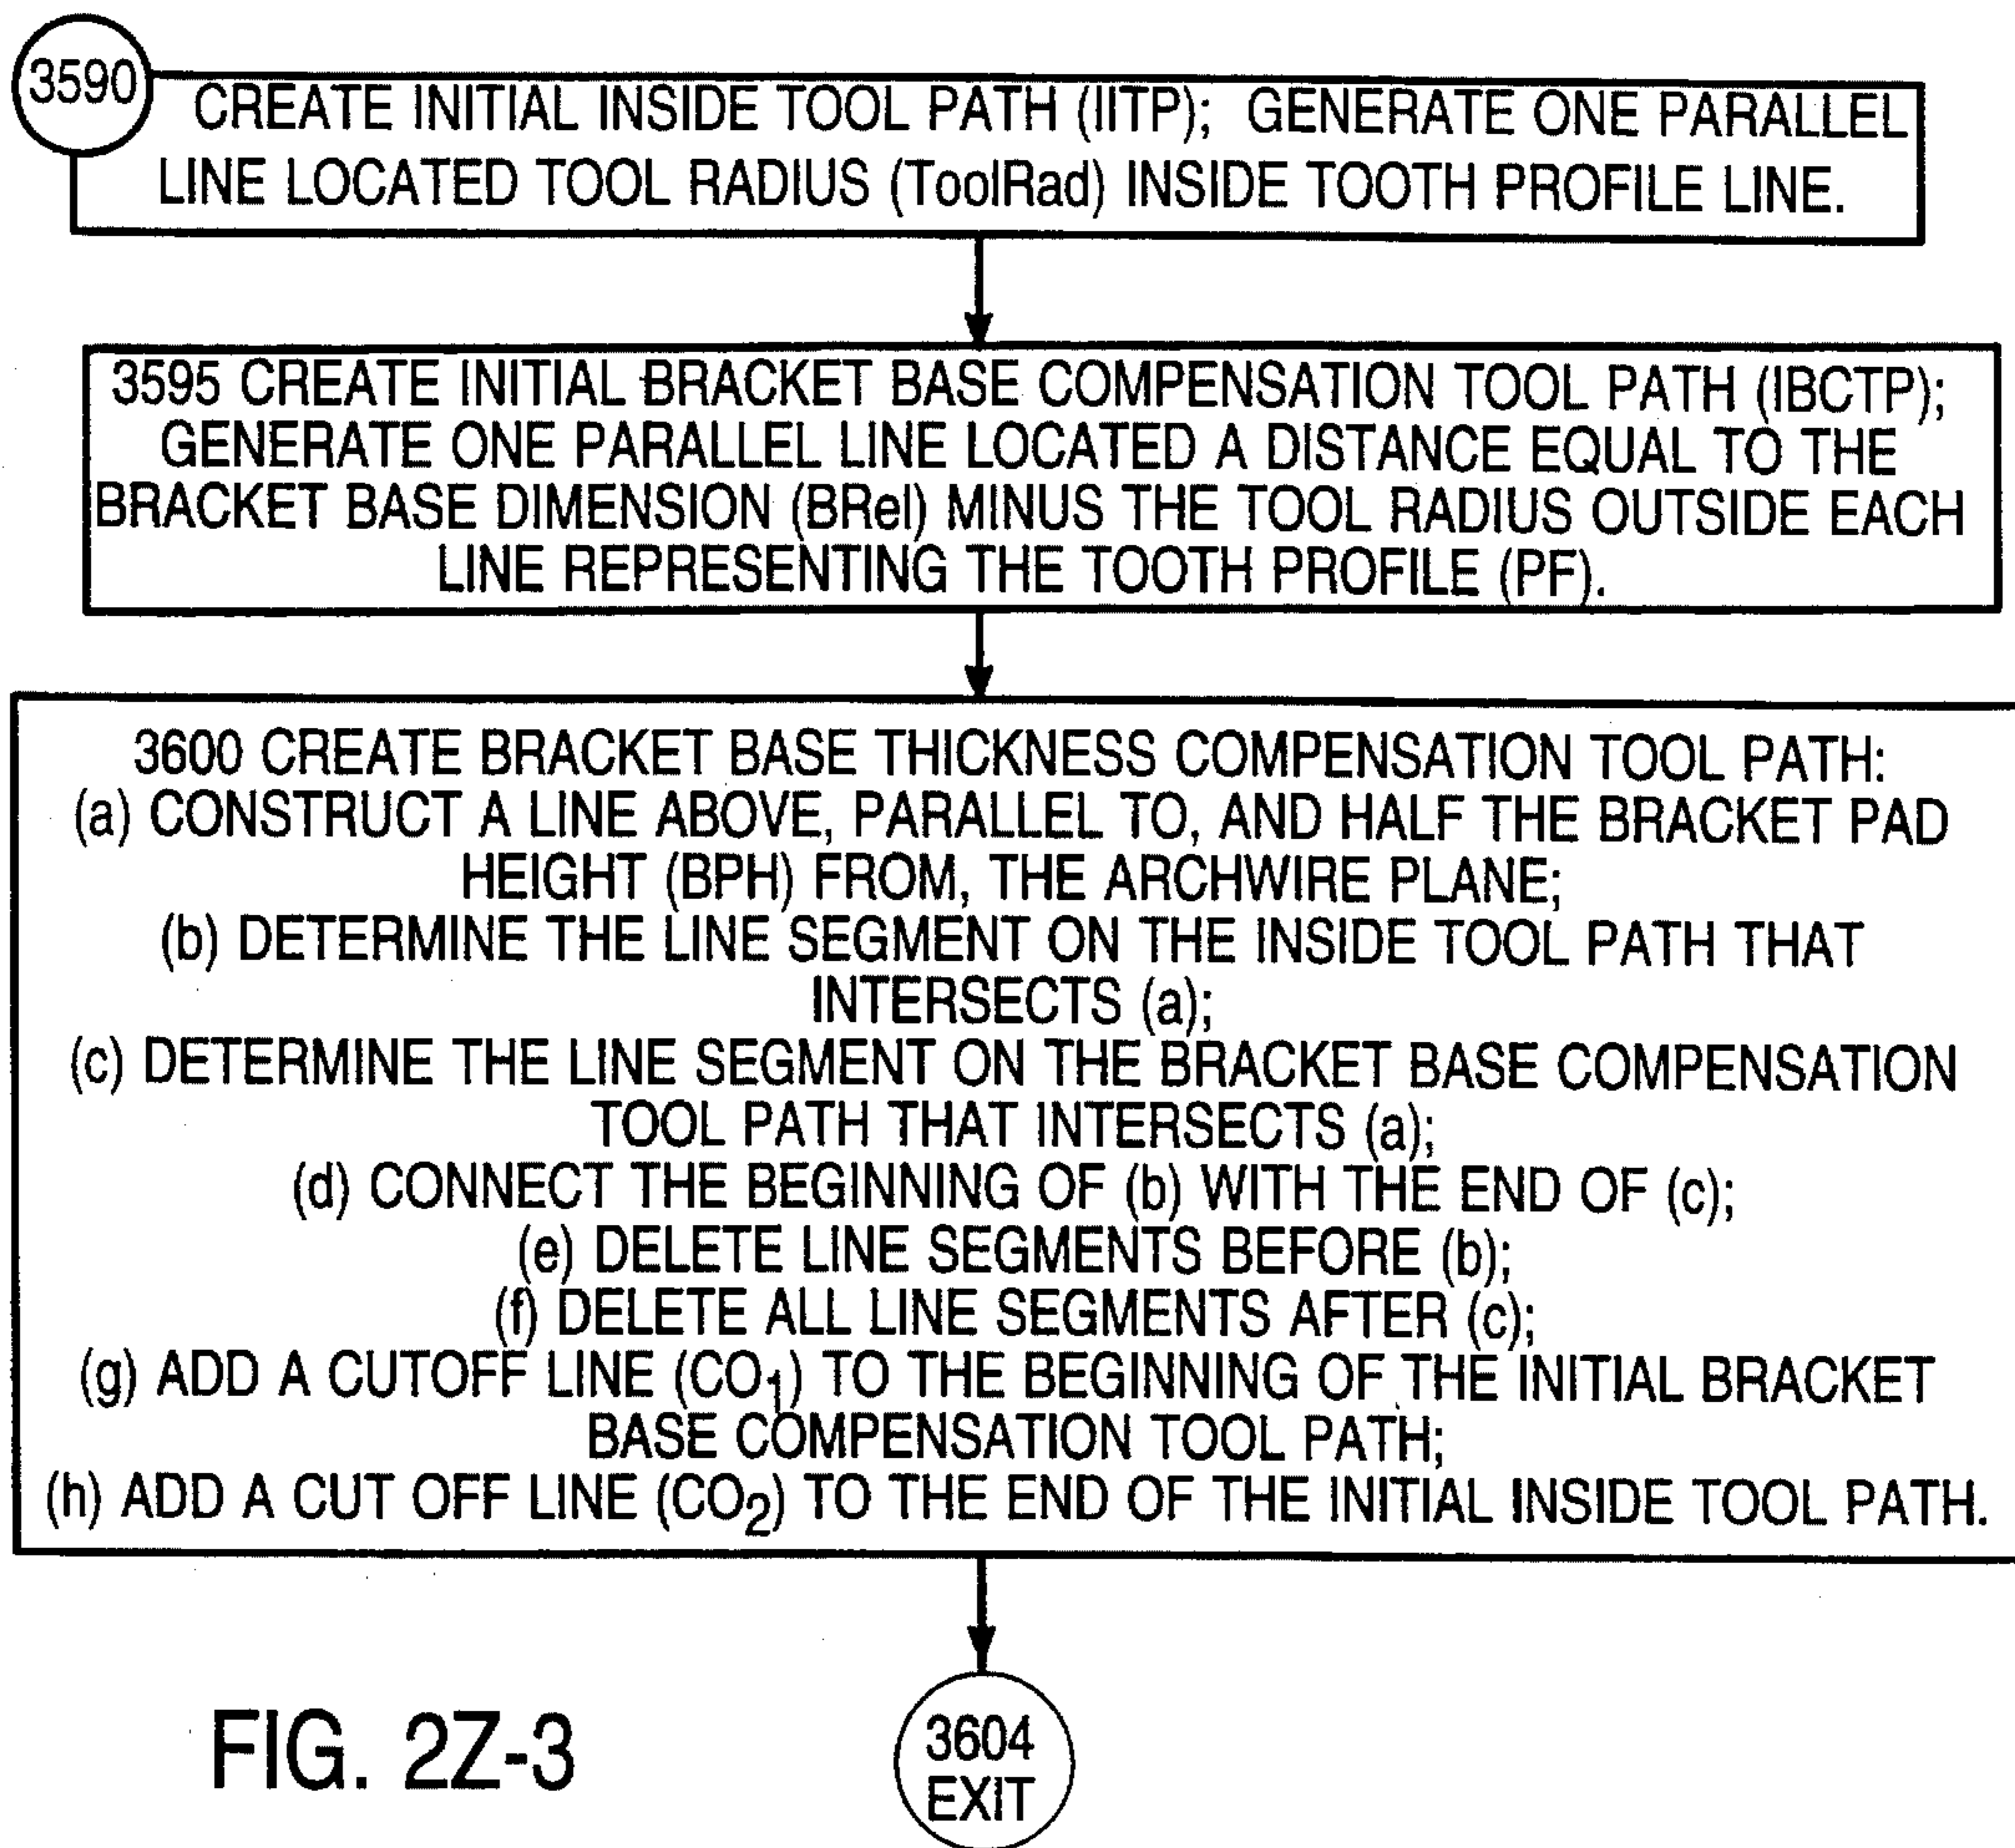 3590
CREATE INITIAL INSIDE TOOL PATH (IITP); GENERATE ONE PARALLEL
LINE LOCATED TOOL RADIUS (ToolRad) INSIDE TOOTH PROFILE LINE.
3595 CREATE INITIAL BRACKET BASE COMPENSATION TOOL PATH (IBCTP);
GENERATE ONE PARALLEL LINE LOCATED A DISTANCE EQUAL TO THE
BRACKET BASE DIMENSION (BRel) MINUS THE TOOL RADIUS OUTSIDE EACH
LINE REPRESENTING THE TOOTH PROFILE (PF).
3600 CREATE BRACKET BASE THICKNESS COMPENSATION TOOL PATH:
(a) CONSTRUCT A LINE ABOVE, PARALLEL TO, AND HALF THE BRACKET PAD
HEIGHT (BPH) FROM, THE ARCHWIRE PLANE;
(b) DETERMINE THE LINE SEGMENT ON THE INSIDE TOOL PATH THAT
INTERSECTS (a);
(c) DETERMINE THE LINE SEGMENT ON THE BRACKET BASE COMPENSATION
TOOL PATH THAT INTERSECTS (a);
(d) CONNECT THE BEGINNING OF (b) WITH THE END OF (c);
(e) DELETE LINE SEGMENTS BEFORE (b);
(f) DELETE ALL LINE SEGMENTS AFTER (c);
(g) ADD A CUTOFF LINE (CO₁) TO THE BEGINNING OF THE INITIAL BRACKET
BASE COMPENSATION TOOL PATH;
(h) ADD A CUT OFF LINE (CO₂) TO THE END OF THE INITIAL INSIDE TOOL PATH.
3604
EXIT
FIG. 2Z-3